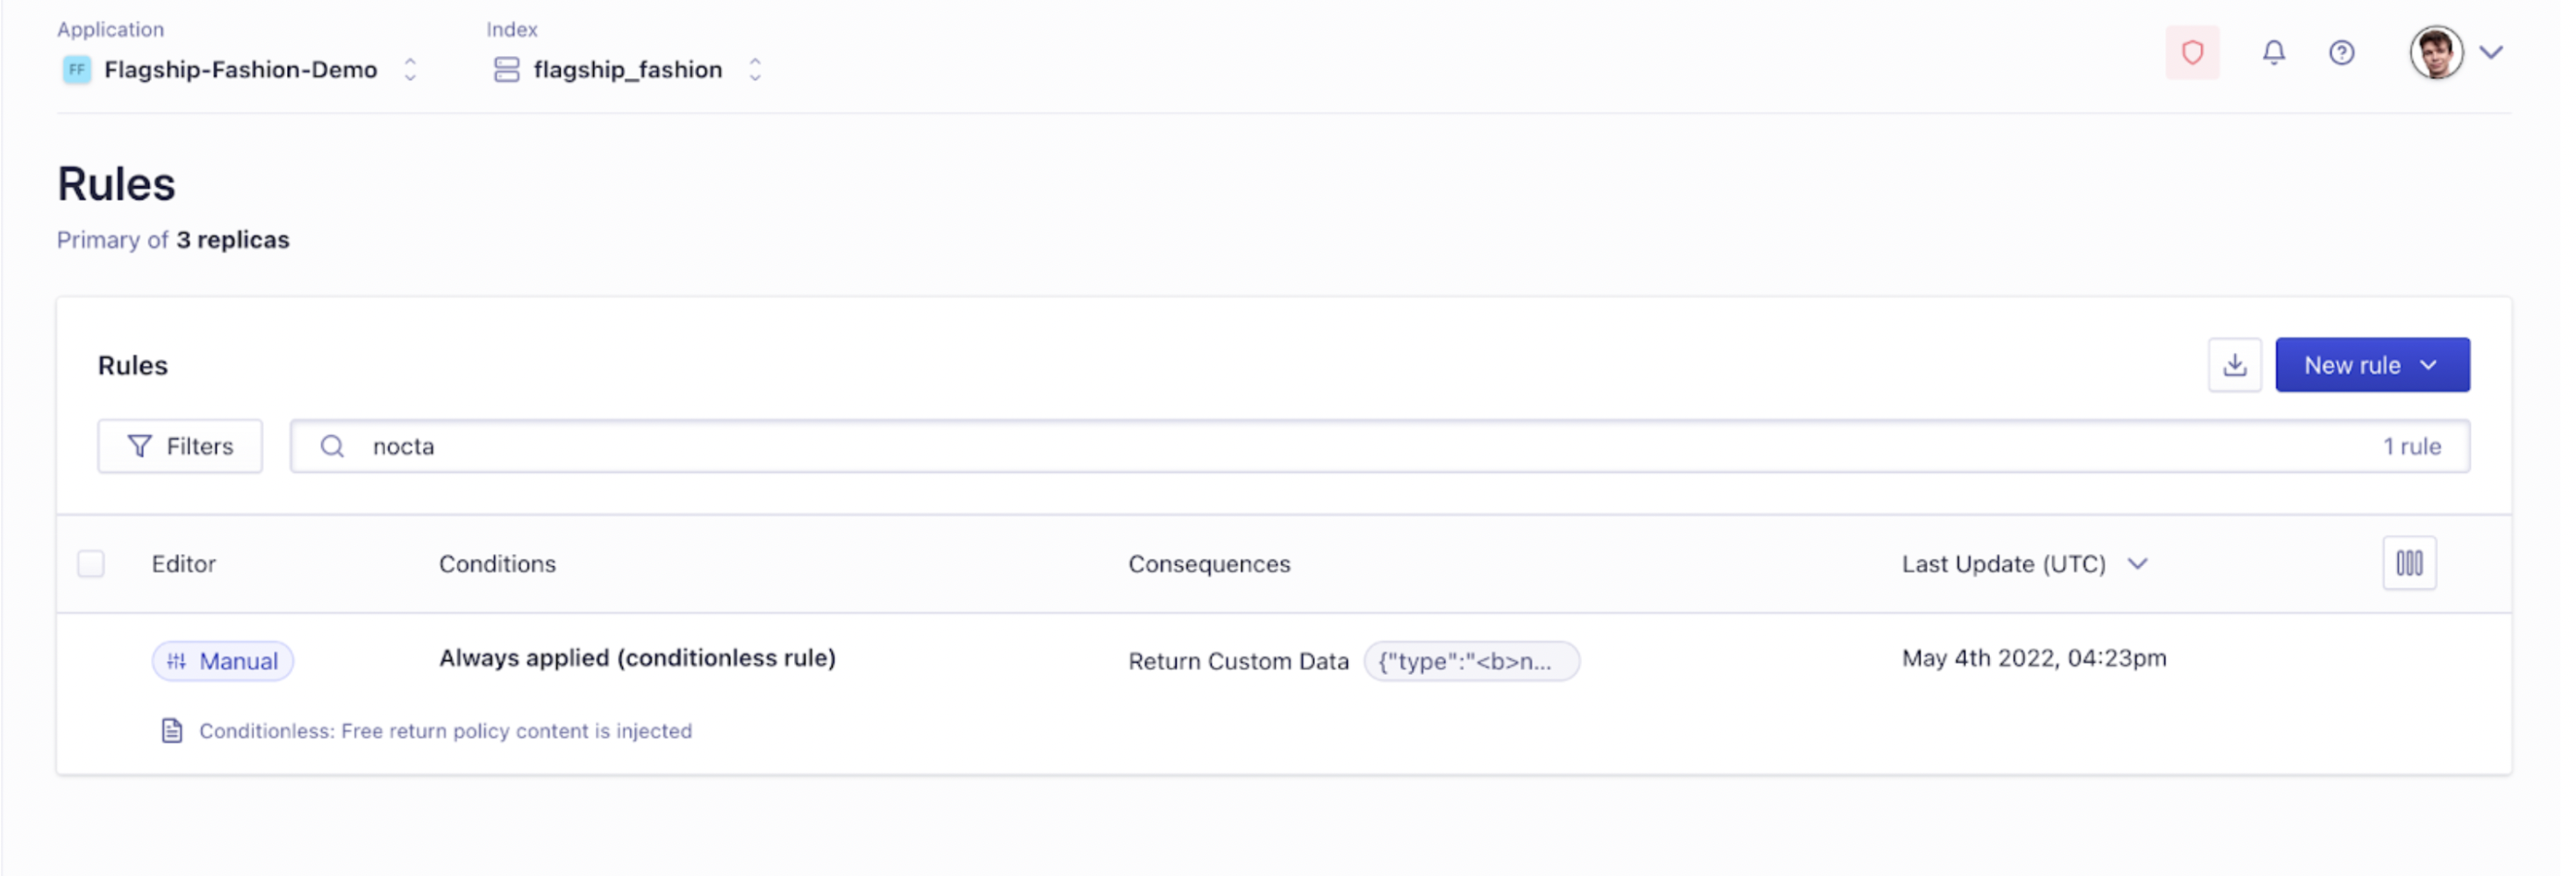 Application
Index
FF Flagship-Fashion-Demo
flagship_fashion
Rules
Primary of 3 replicas
Rules
New rule
Filters
nocta
1 rule
Editor
Conditions
Consequences
Last Update (UTC)
Manual
Always applied (conditionless rule)
Return Custom Data
{"type":"<b>n...
May 4th 2022, 04:23pm
Conditionless: Free return policy content is injected